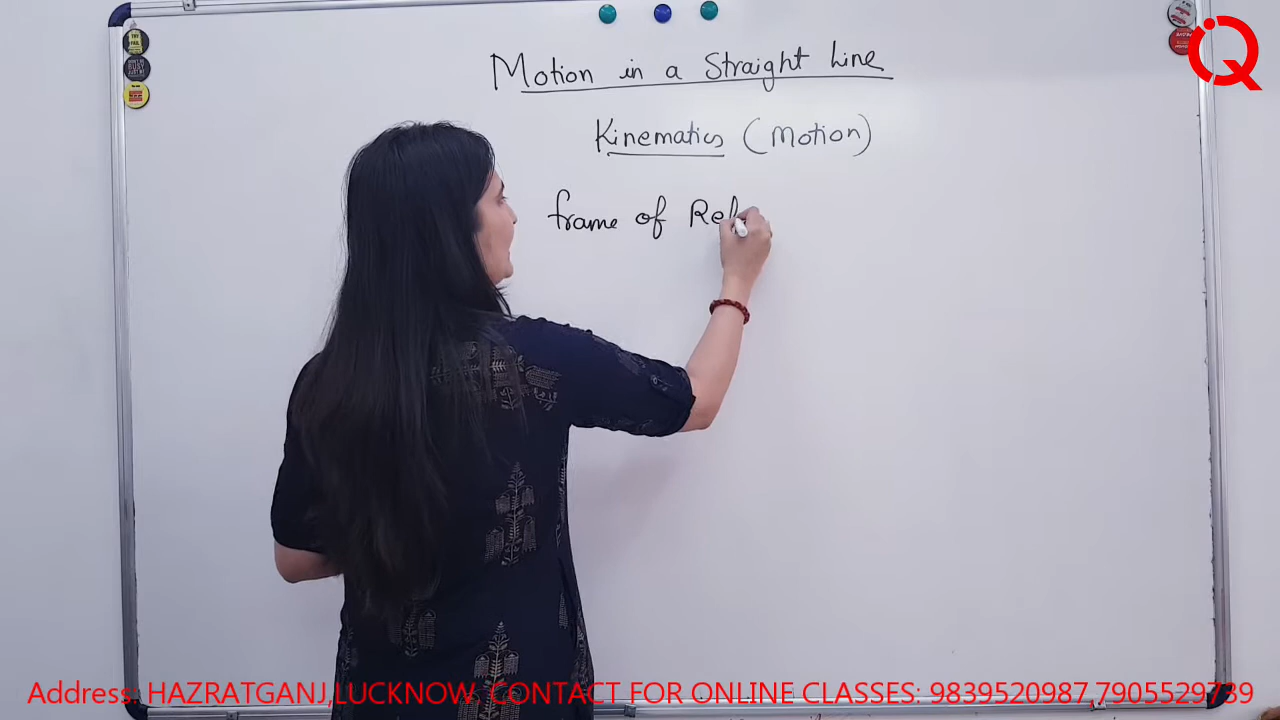 Motion in a Straight Line
Kinematics (Motion)
frame of Ref
Address: HAZRATGANJ,LUCKNOW. CONTACT FOR ONLINE CLASSES: 9839520987,7905529739